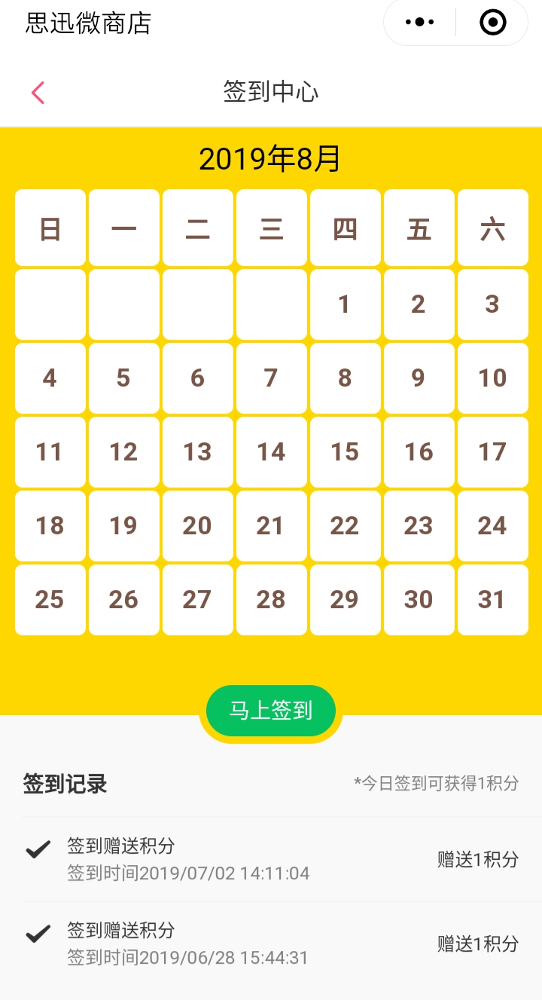 思迅微商店
签到中心
2019年8月
日 一 二 三 四 五 六
1 2 3
4 5 6 7 8 9 10
11 12 13 14 15 16 17
18 19 20 21 22 23 24
25 26 27 28 29 30 31
马上签到
签到记录 *今日签到可获得1积分
签到赠送积分
签到时间2019/07/02 14:11:04
赠送1积分
签到赠送积分
签到时间2019/06/28 15:44:31
赠送1积分